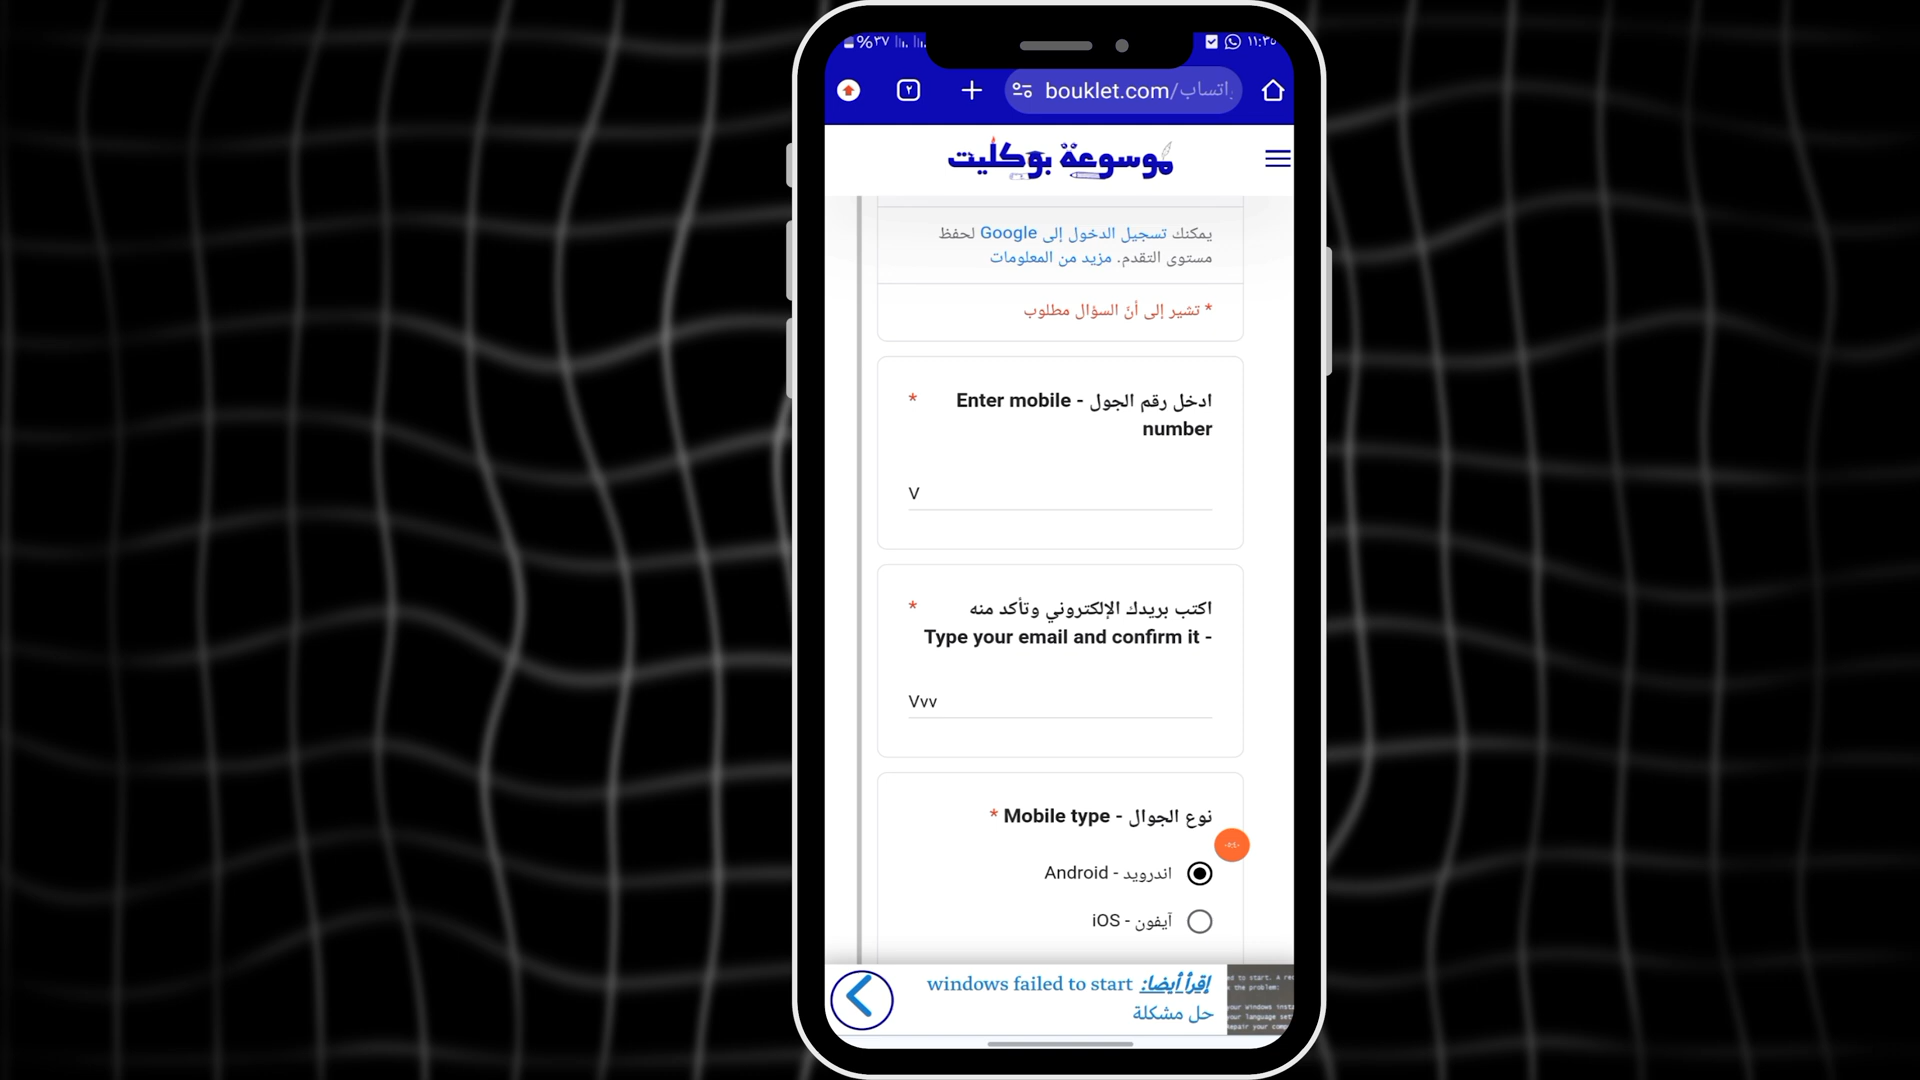 %٣٧
١١:٣٥
٢
bouklet.com/
موسوعة بوكليت
يمكنك تسجيل الدخول إلى Google لحفظ
مستوى التقدم. مزيد من المعلومات
* تشير إلى أنّ السؤال مطلوب
ادخل رقم الجول - Enter mobile *
number
V
اكتب بريدك الإلكتروني وتأكد منه *
- Type your email and confirm it
Vvv
نوع الجوال - Mobile type *
اندرويد - Android
آيفون - iOS
إقرأ أيضا: windows failed to start
حل مشكلة